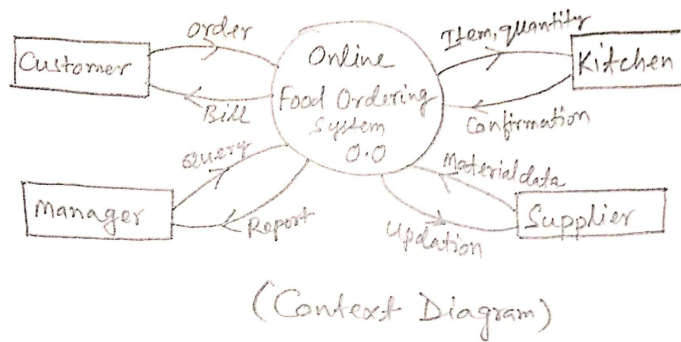 order
Customer
Bill
Online
Food Ordering
System
0.0
Item, quantity
Kitchen
Confirmation
Query
Manager
Report
Material data
Supplier
Updation
(Context Diagram)